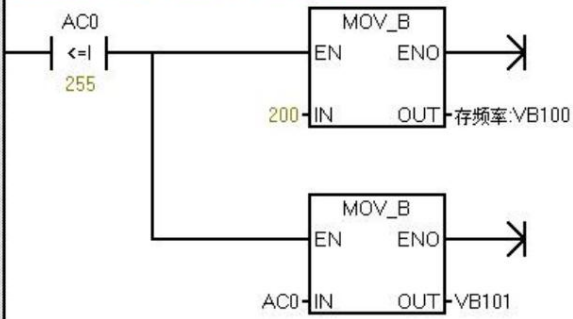 AC0
<=I
255
MOV_B
EN ENO
200 IN OUT 存频率:VB100
MOV_B
EN ENO
AC0 IN OUT VB101